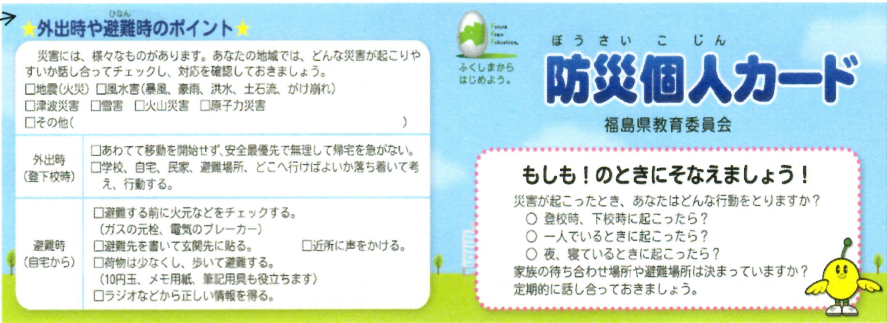 ★外出時や避難時のポイント★
ひなん
災害には、様々なものがあります。あなたの地域では、どんな災害が起こりや
すいか話し合ってチェックし、対応を確認しておきましょう。
□地震(火災) □風水害(暴風、豪雨、洪水、土石流、がけ崩れ)
□津波災害 □雪害 □火山災害 □原子力災害
□その他( )
外出時
(登下校時)
□あわてて移動を開始せず、安全最優先で無理して帰宅を急がない。
□学校、自宅、民家、避難場所、どこへ行けばよいか落ち着いて考
え、行動する。
避難時
(自宅から)
□避難する前に火元などをチェックする。
(ガスの元栓、電気のブレーカー)
□避難先を書いて玄関先に貼る。 □近所に声をかける。
□荷物は少なくし、歩いて避難する。
(10円玉、メモ用紙、筆記用具も役立ちます)
□ラジオなどから正しい情報を得る。
Future
From
Fukushima.
ふくしまから
はじめよう。
ぼうさいこじん
防災個人カード
福島県教育委員会
もしも!のときにそなえましょう!
災害が起こったとき、あなたはどんな行動をとりますか?
○ 登校時、下校時に起こったら?
○ 一人でいるときに起こったら?
○ 夜、寝ているときに起こったら?
家族の待ち合わせ場所や避難場所は決まっていますか?
定期的に話し合っておきましょう。